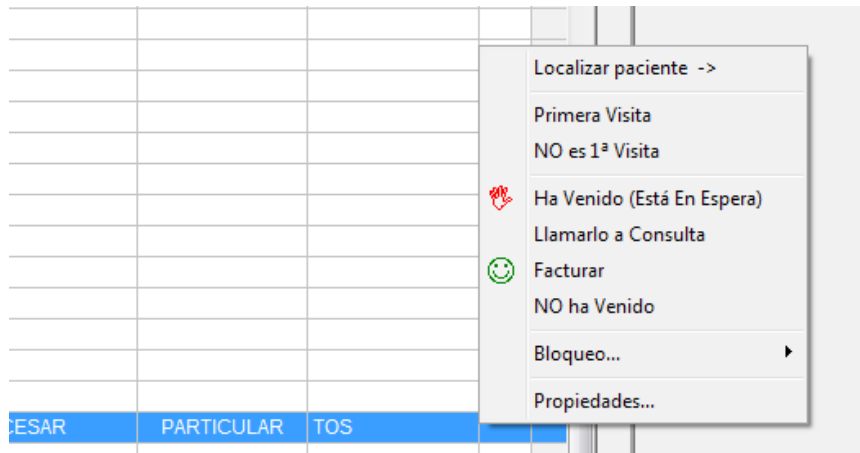 Localizar paciente ->
Primera Visita
NO es 1ª Visita
Ha Venido (Está En Espera)
Llamarlo a Consulta
Facturar
NO ha Venido
Bloqueo...
Propiedades...
CESAR PARTICULAR TOS